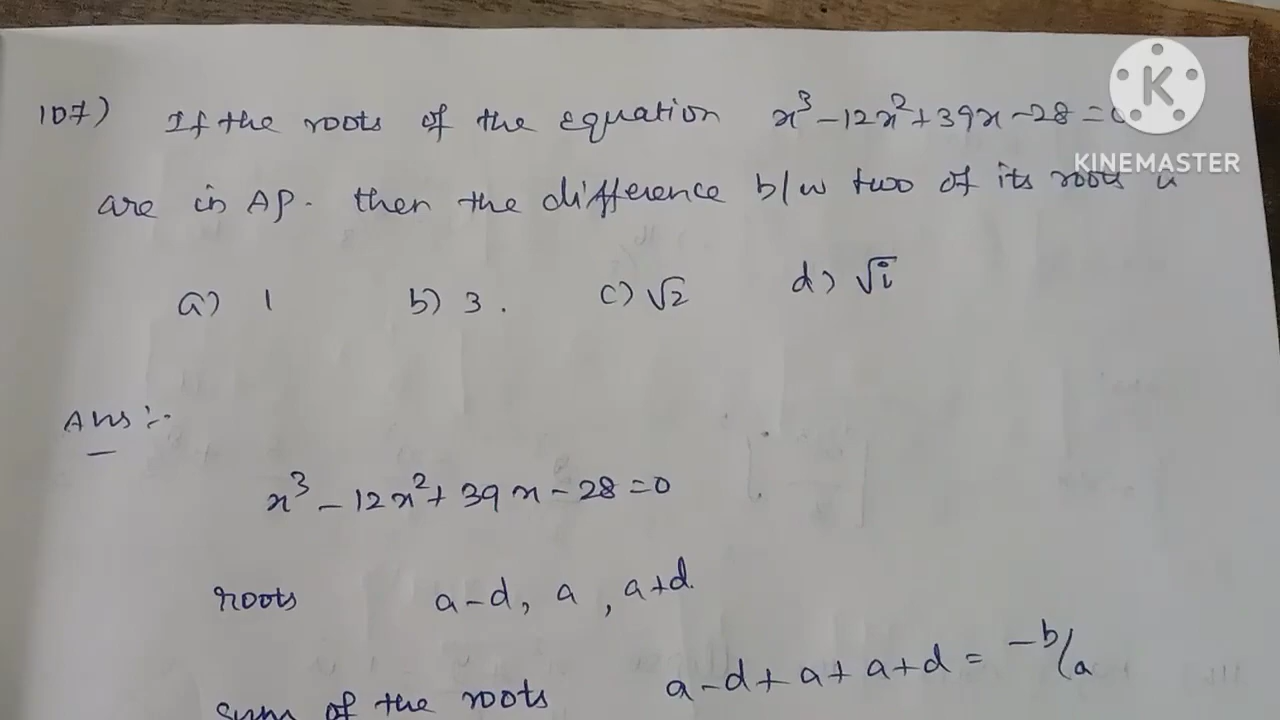 107) If the roots of the equation x³ - 12x² + 39x - 28 =
KINEMASTER
are in AP. then the difference b/w two of its roots
a) 1 b) 3. c) √2 d) √i
Ans :-
x³ - 12x² + 39x - 28 = 0
roots a-d, a, a+d.
sum of the roots a-d+a+a+d = -b/a